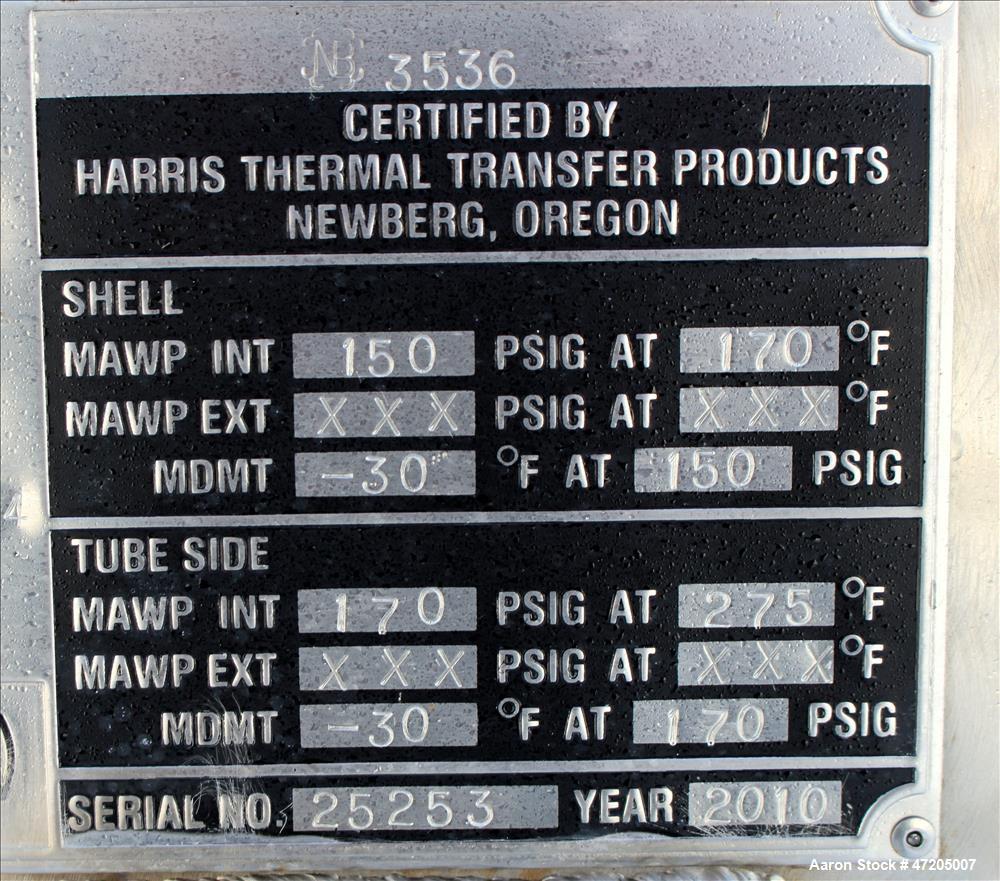 NB 3536
CERTIFIED BY
HARRIS THERMAL TRANSFER PRODUCTS
NEWBERG, OREGON
SHELL
MAWP INT 150 PSIG AT 170 °F
MAWP EXT XXX PSIG AT XXX °F
MDMT -30° °F AT 150 PSIG
TUBE SIDE
MAWP INT 170 PSIG AT 275 °F
MAWP EXT XXX PSIG AT XXX °F
MDMT -30 °F AT 170 PSIG
SERIAL NO. 25253 YEAR 2010
4
Aaron Stock # 47205007